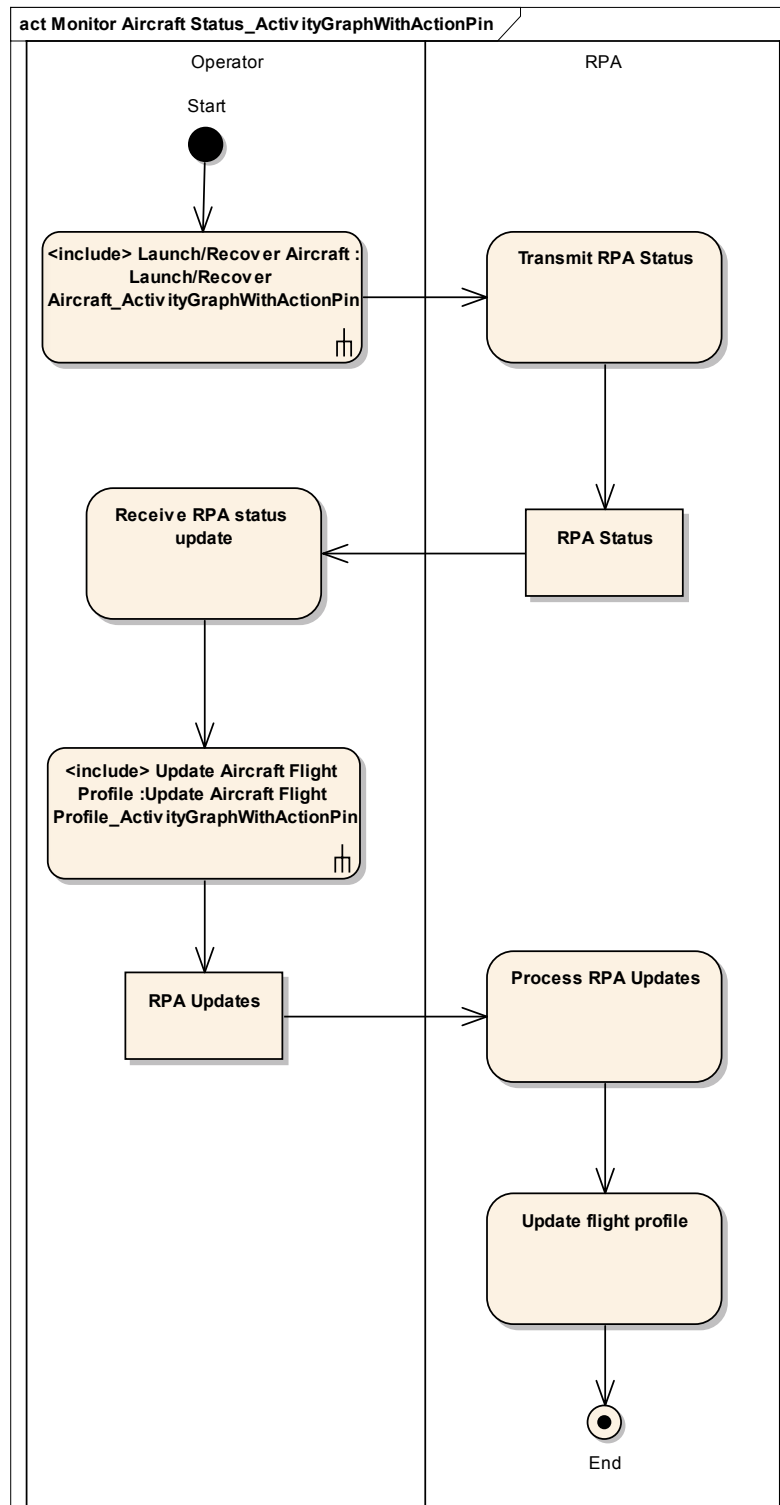 act Monitor Aircraft Status_ActivityGraphWithActionPin
Operator
RPA
Start
<include> Launch/Recover Aircraft :
Launch/Recover
Aircraft_ActivityGraphWithActionPin
Transmit RPA Status
Receive RPA status
update
RPA Status
<include> Update Aircraft Flight
Profile :Update Aircraft Flight
Profile_ActivityGraphWithActionPin
RPA Updates
Process RPA Updates
Update flight profile
End